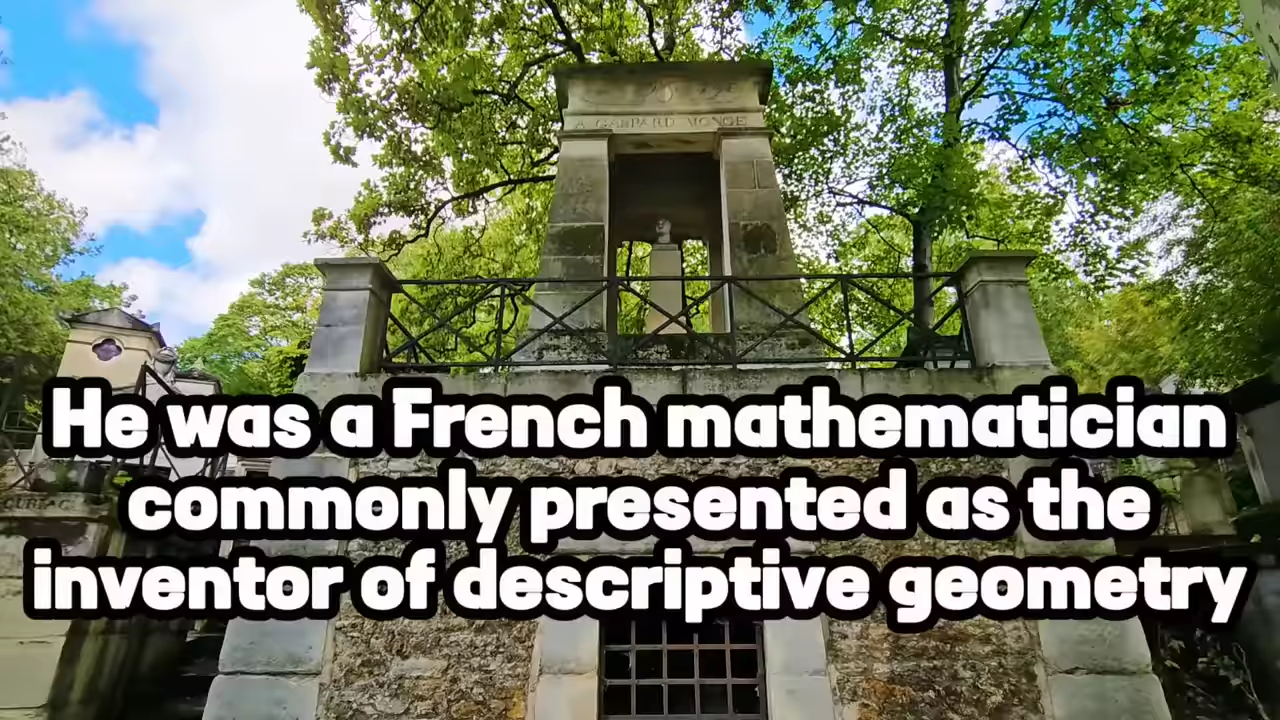 A GASPARD MONGE
He was a French mathematician
commonly presented as the
inventor of descriptive geometry